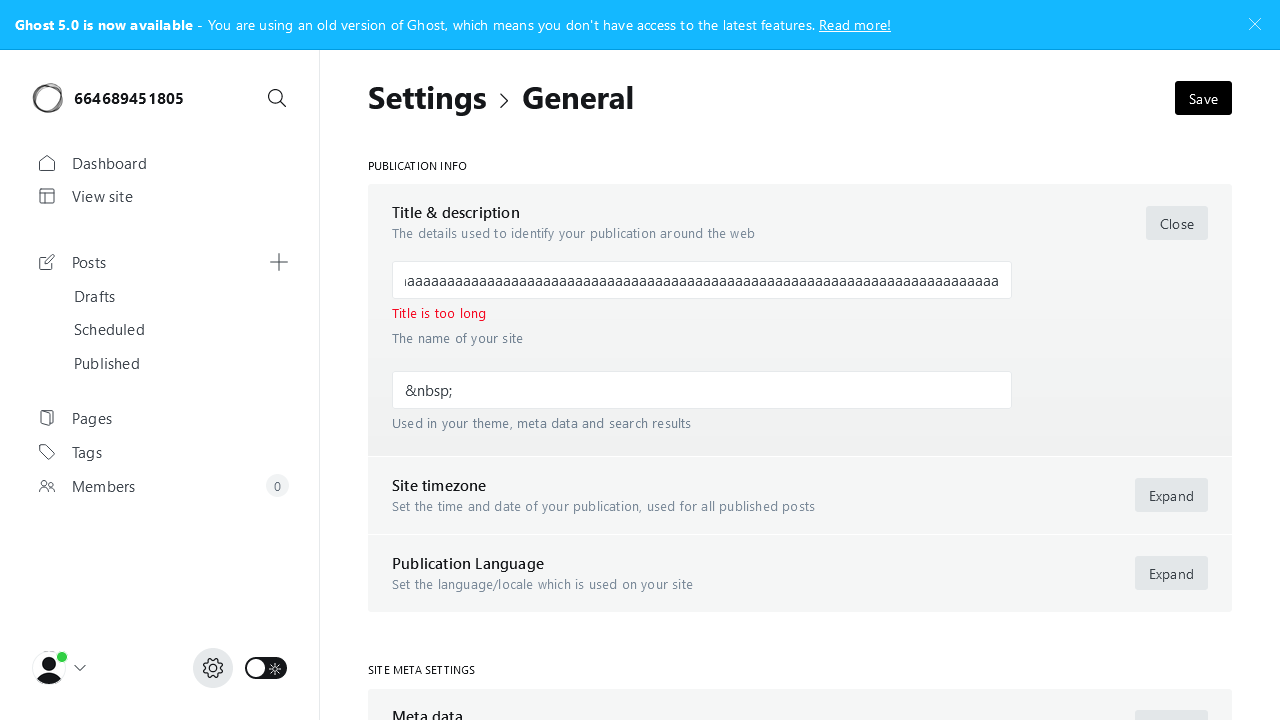 Ghost 5.0 is now available - You are using an old version of Ghost, which means you don't have access to the latest features. Read more!
664689451805
Settings > General
Save
Dashboard
View site
Posts
Drafts
Scheduled
Published
Pages
Tags
Members
0
PUBLICATION INFO
Title & description
The details used to identify your publication around the web
Close
Title is too long
The name of your site
&nbsp;
Used in your theme, meta data and search results
Site timezone
Set the time and date of your publication, used for all published posts
Expand
Publication Language
Set the language/locale which is used on your site
Expand
SITE META SETTINGS
Meta data